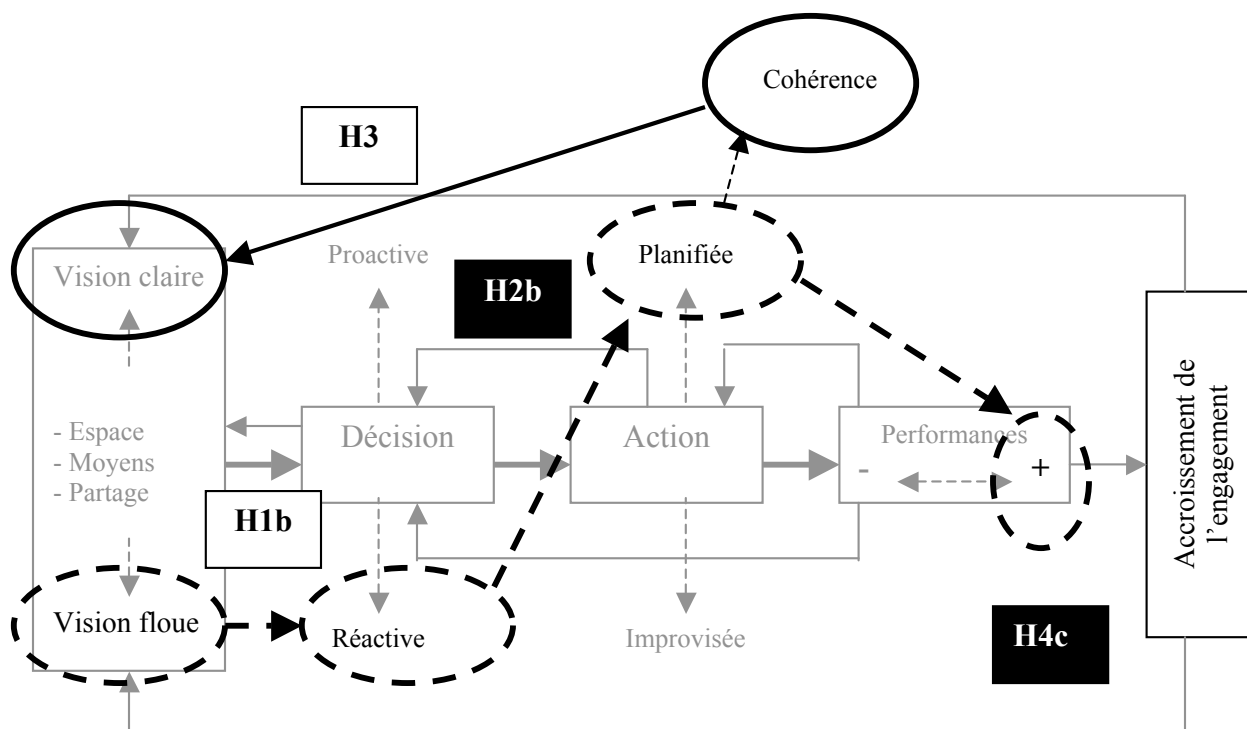 Cohérence
H3
Vision claire
Proactive
Planifiée
H2b
- Espace
- Moyens
- Partage
Décision
Action
Performances
-
+
Accroissement de
l’engagement
H1b
Vision floue
Réactive
Improvisée
H4c